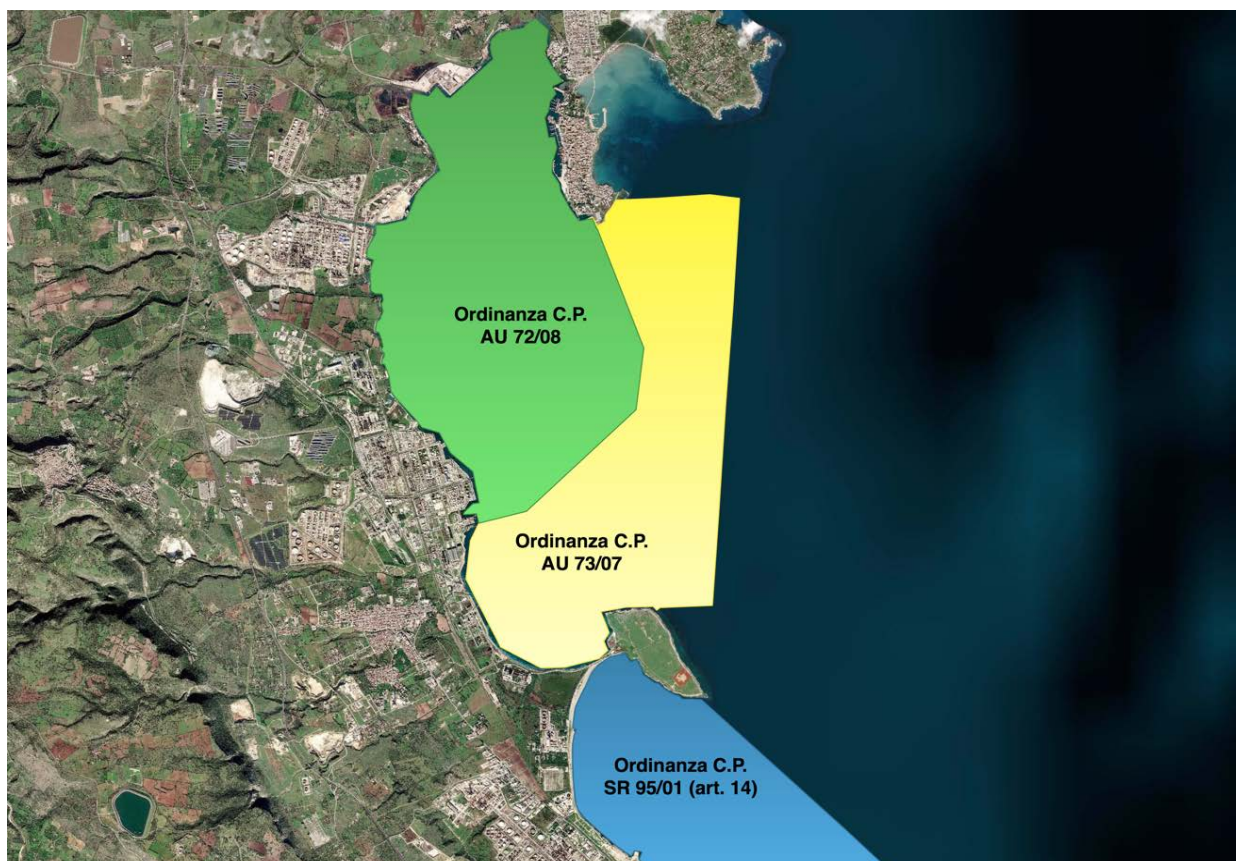 Ordinanza C.P.
AU 72/08
Ordinanza C.P.
AU 73/07
Ordinanza C.P.
SR 95/01 (art. 14)